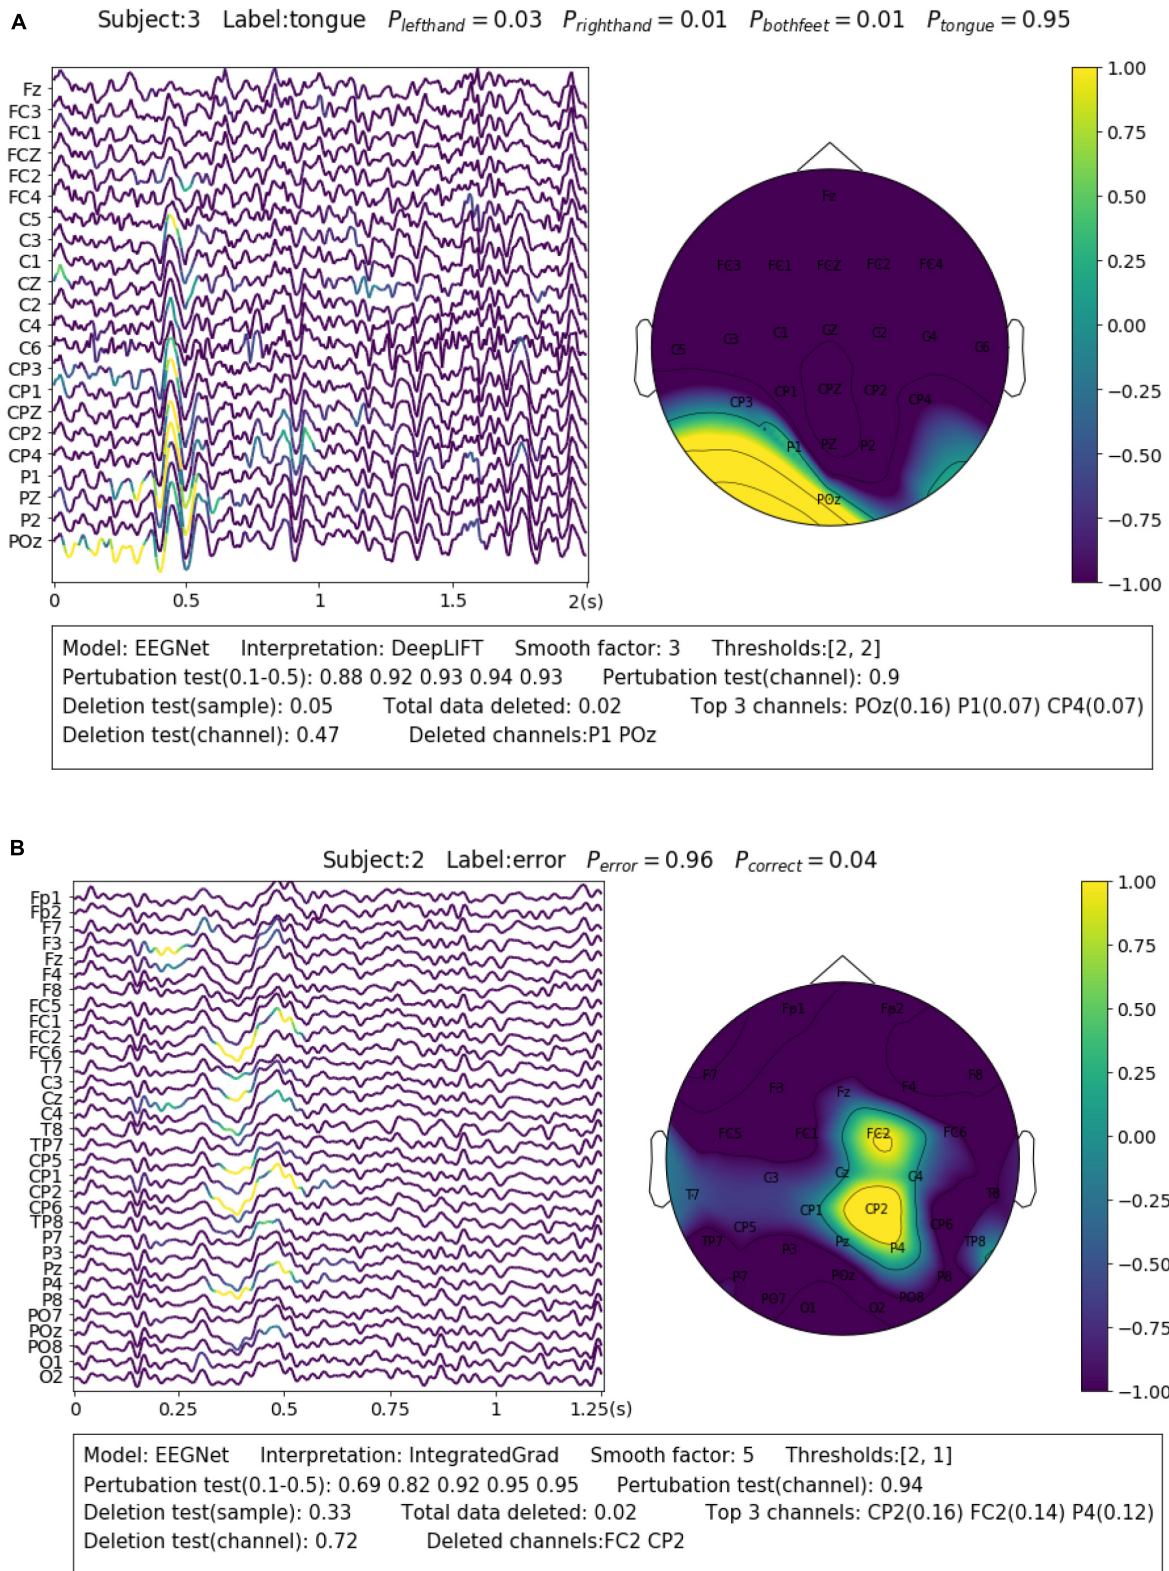 A
Subject:3 Label:tongue P_lefthand = 0.03 P_righthand = 0.01 P_bothfeet = 0.01 P_tongue = 0.95
Fz
FC3
FC1
FCZ
FC2
FC4
C5
C3
C1
CZ
C2
C4
C6
CP3
CP1
CPZ
CP2
CP4
P1
PZ
P2
POz
0 0.5 1 1.5 2(s)
Fz
FC3 FC1 FCZ FC2 FC4
C5 C3 C1 CZ C2 C4 C6
CP3 CP1 CPZ CP2 CP4
P1 PZ P2
POz
1.00
0.75
0.50
0.25
0.00
−0.25
−0.50
−0.75
−1.00
Model: EEGNet Interpretation: DeepLIFT Smooth factor: 3 Thresholds:[2, 2]
Pertubation test(0.1-0.5): 0.88 0.92 0.93 0.94 0.93 Pertubation test(channel): 0.9
Deletion test(sample): 0.05 Total data deleted: 0.02 Top 3 channels: POz(0.16) P1(0.07) CP4(0.07)
Deletion test(channel): 0.47 Deleted channels:P1 POz
B
Subject:2 Label:error P_error = 0.96 P_correct = 0.04
Fp1
Fp2
F7
F3
Fz
F4
F8
FC5
FC1
FC2
FC6
T7
C3
Cz
C4
T8
TP7
CP5
CP1
CP2
CP6
TP8
P7
P3
Pz
P4
P8
PO7
POz
PO8
O1
O2
0 0.25 0.5 0.75 1 1.25(s)
Fp1 Fp2
F7 F3 Fz F4 F8
FC5 FC1 FC2 FC6
T7 C3 Cz C4 T8
CP5 CP1 CP2 CP6
TP7 P3 Pz P4 TP8
P7 POz P8
PO7 O1 O2 PO8
1.00
0.75
0.50
0.25
0.00
−0.25
−0.50
−0.75
−1.00
Model: EEGNet Interpretation: IntegratedGrad Smooth factor: 5 Thresholds:[2, 1]
Pertubation test(0.1-0.5): 0.69 0.82 0.92 0.95 0.95 Pertubation test(channel): 0.94
Deletion test(sample): 0.33 Total data deleted: 0.02 Top 3 channels: CP2(0.16) FC2(0.14) P4(0.12)
Deletion test(channel): 0.72 Deleted channels:FC2 CP2